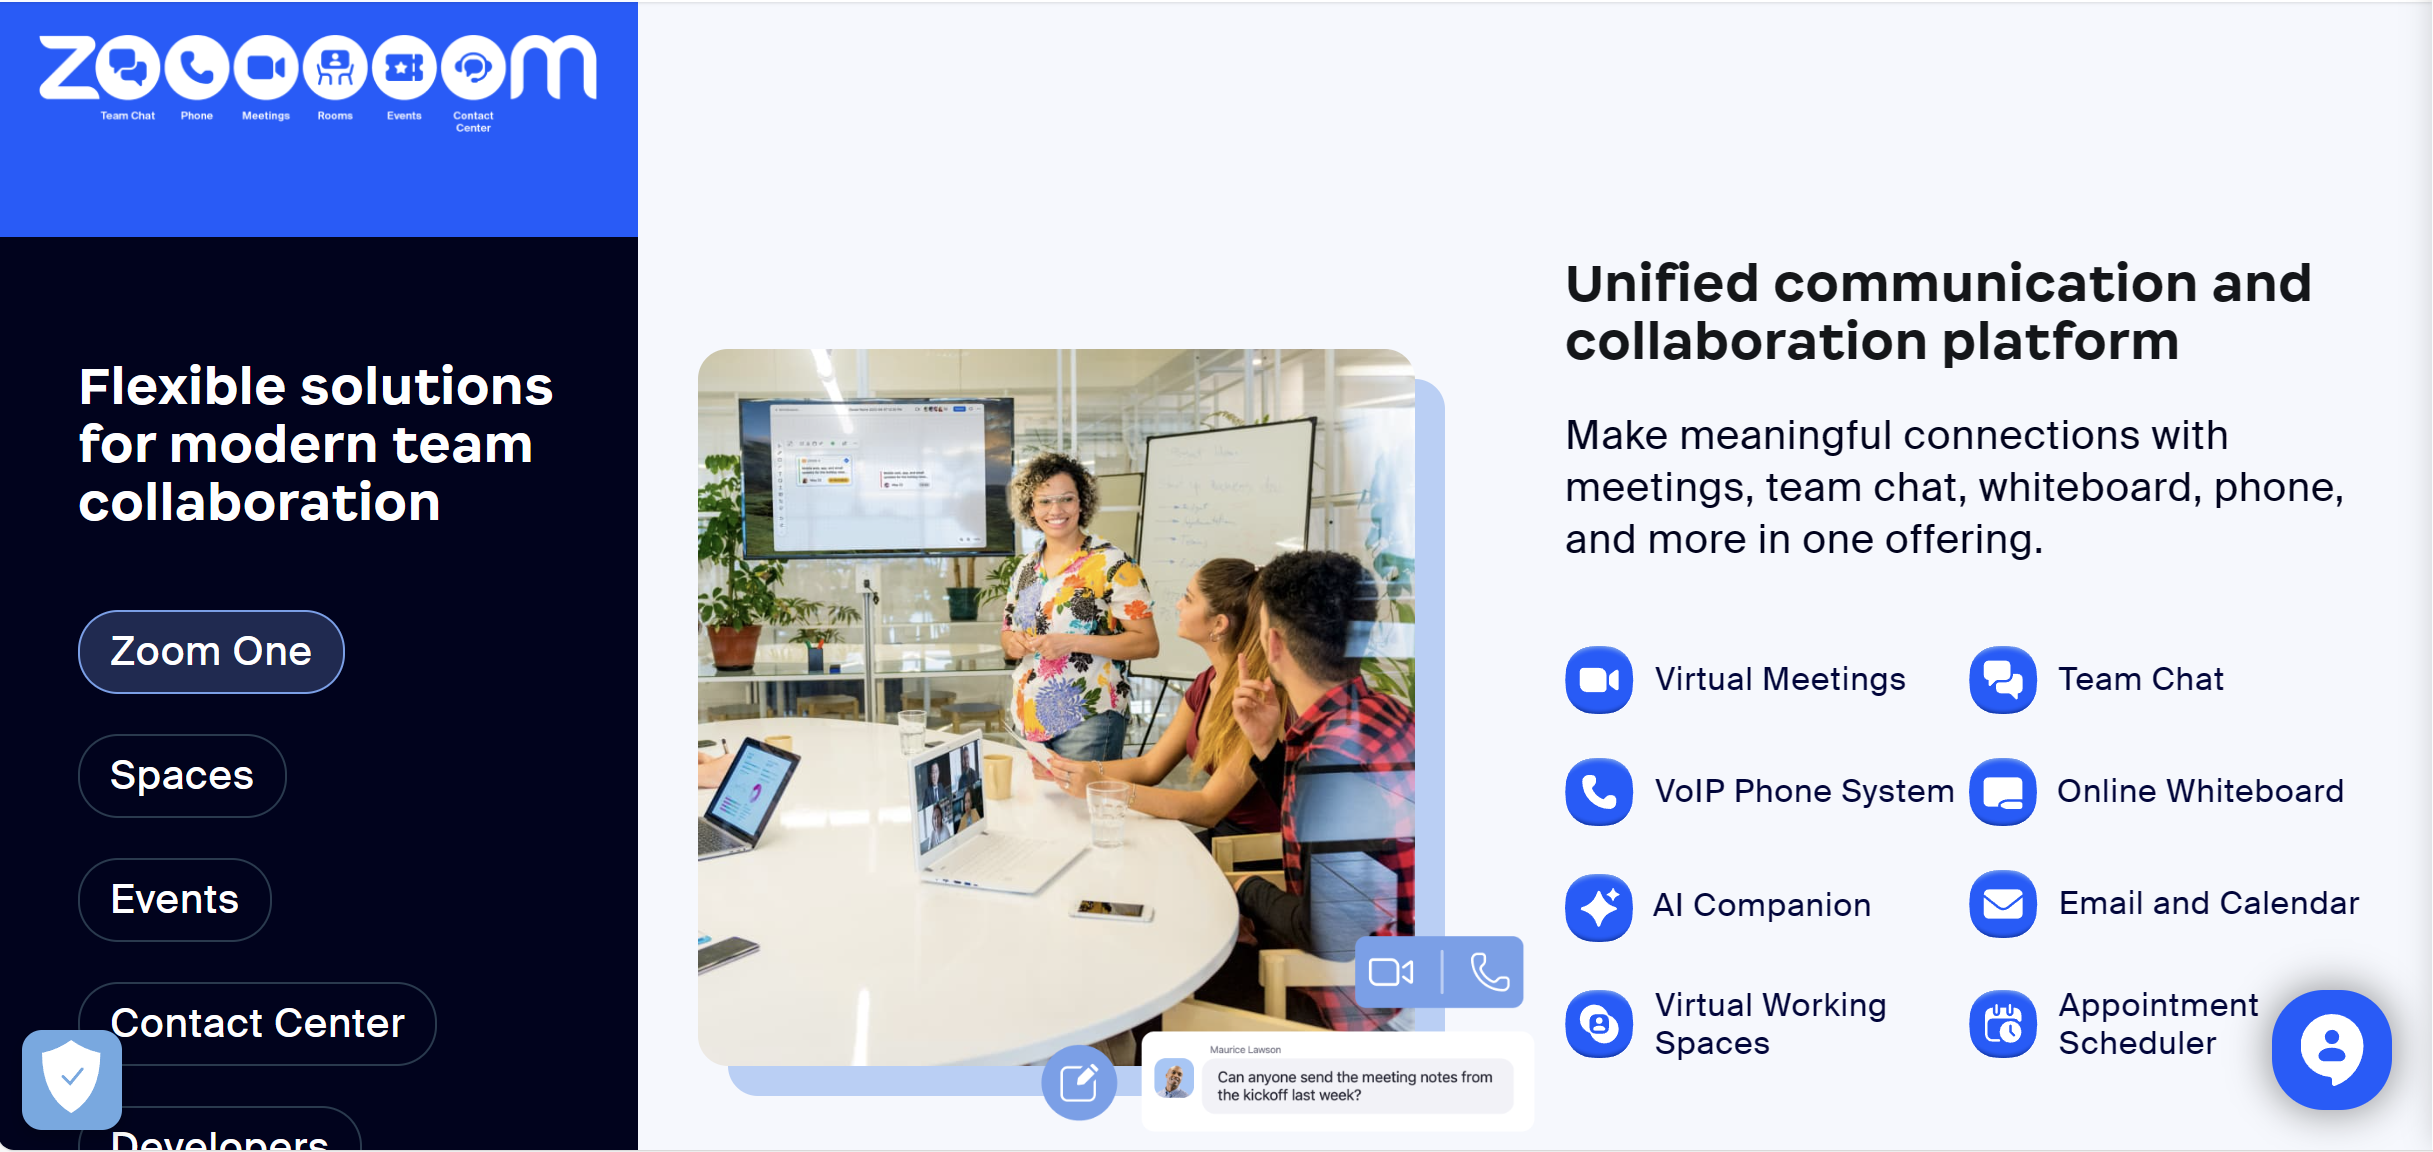 zoooooom
Team Chat
Phone
Meetings
Rooms
Events
Contact
Center
Flexible solutions
for modern team
collaboration
Zoom One
Spaces
Events
Contact Center
Developers
Maurice Lawson
Can anyone send the meeting notes from
the kickoff last week?
Unified communication and
collaboration platform
Make meaningful connections with
meetings, team chat, whiteboard, phone,
and more in one offering.
Virtual Meetings
Team Chat
VoIP Phone System
Online Whiteboard
AI Companion
Email and Calendar
Virtual Working
Spaces
Appointment
Scheduler